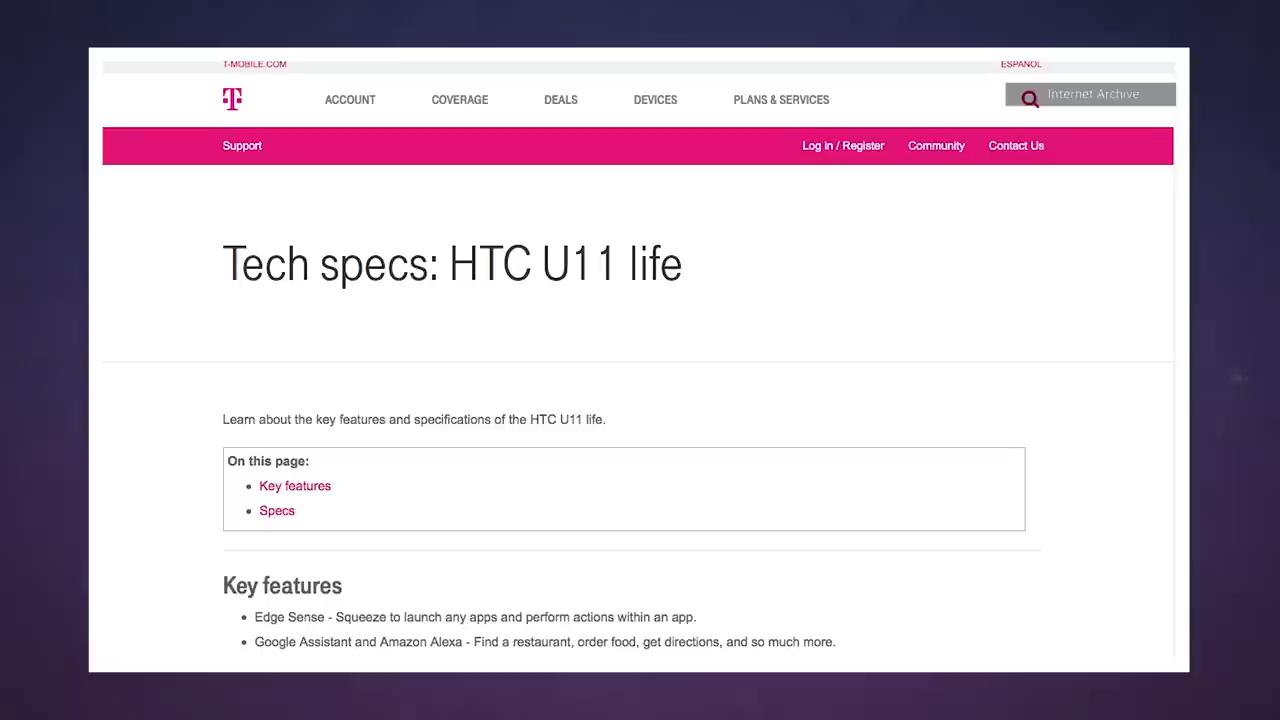 T-MOBILE.COM ESPAÑOL
ACCOUNT COVERAGE DEALS DEVICES PLANS & SERVICES Internet Archive
Support Log in / Register Community Contact Us
Tech specs: HTC U11 life
Learn about the key features and specifications of the HTC U11 life.
On this page:
• Key features
• Specs
Key features
• Edge Sense - Squeeze to launch any apps and perform actions within an app.
• Google Assistant and Amazon Alexa - Find a restaurant, order food, get directions, and so much more.